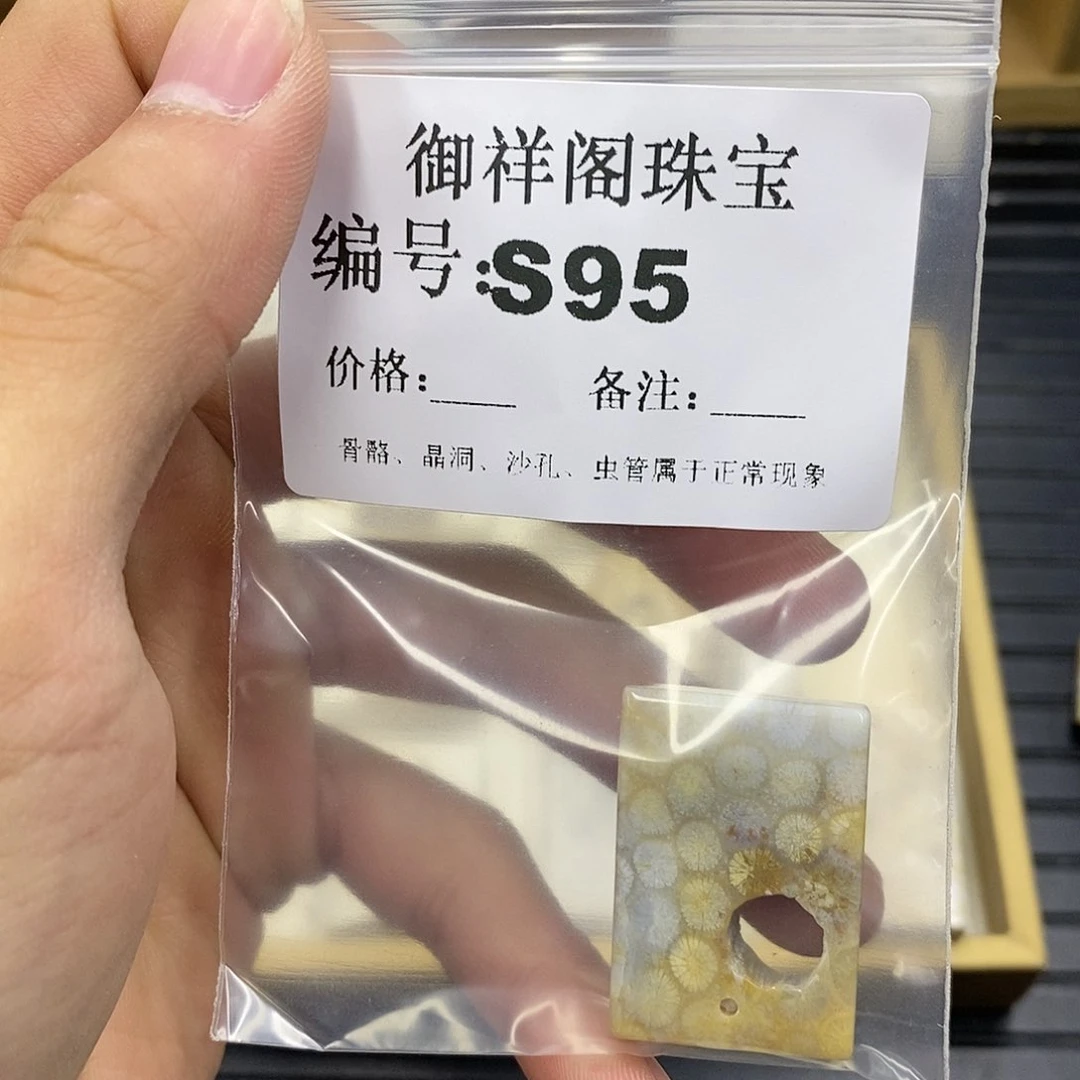 御祥阁珠宝
编号:S95
价格:____ 备注:____
骨骼、晶洞、沙孔、虫管属于正常现象